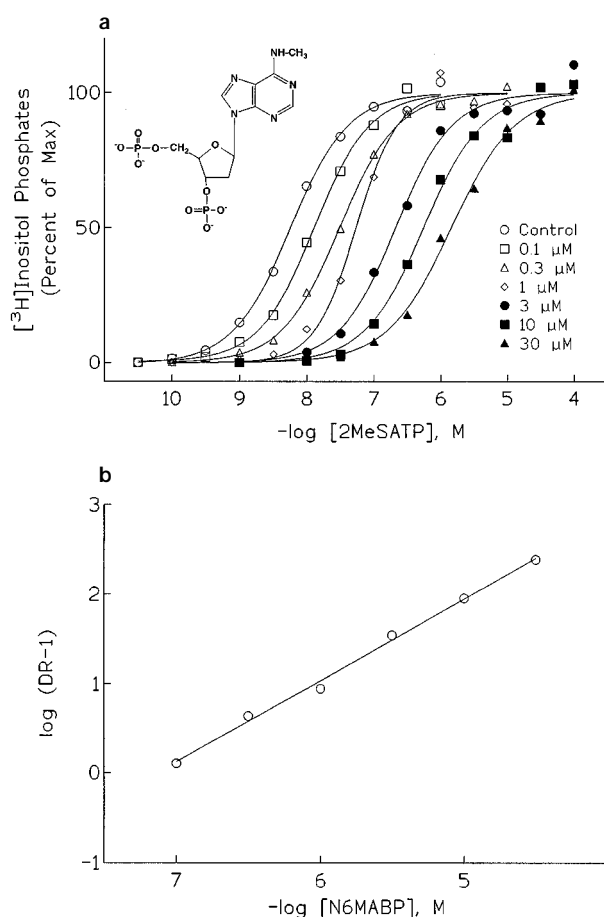 a
NH-CH₃
N
N
N
N
⁻O-P-O-CH₂
O
O⁻
O
O
O=P-O⁻
O⁻
100
50
0
[³H]Inositol Phosphates
(Percent of Max)
Control
0.1 μM
0.3 μM
1 μM
3 μM
10 μM
30 μM
10 9 8 7 6 5 4
-log [2MeSATP], M
b
3
2
1
0
-1
log (DR-1)
7 6 5
-log [N6MABP], M